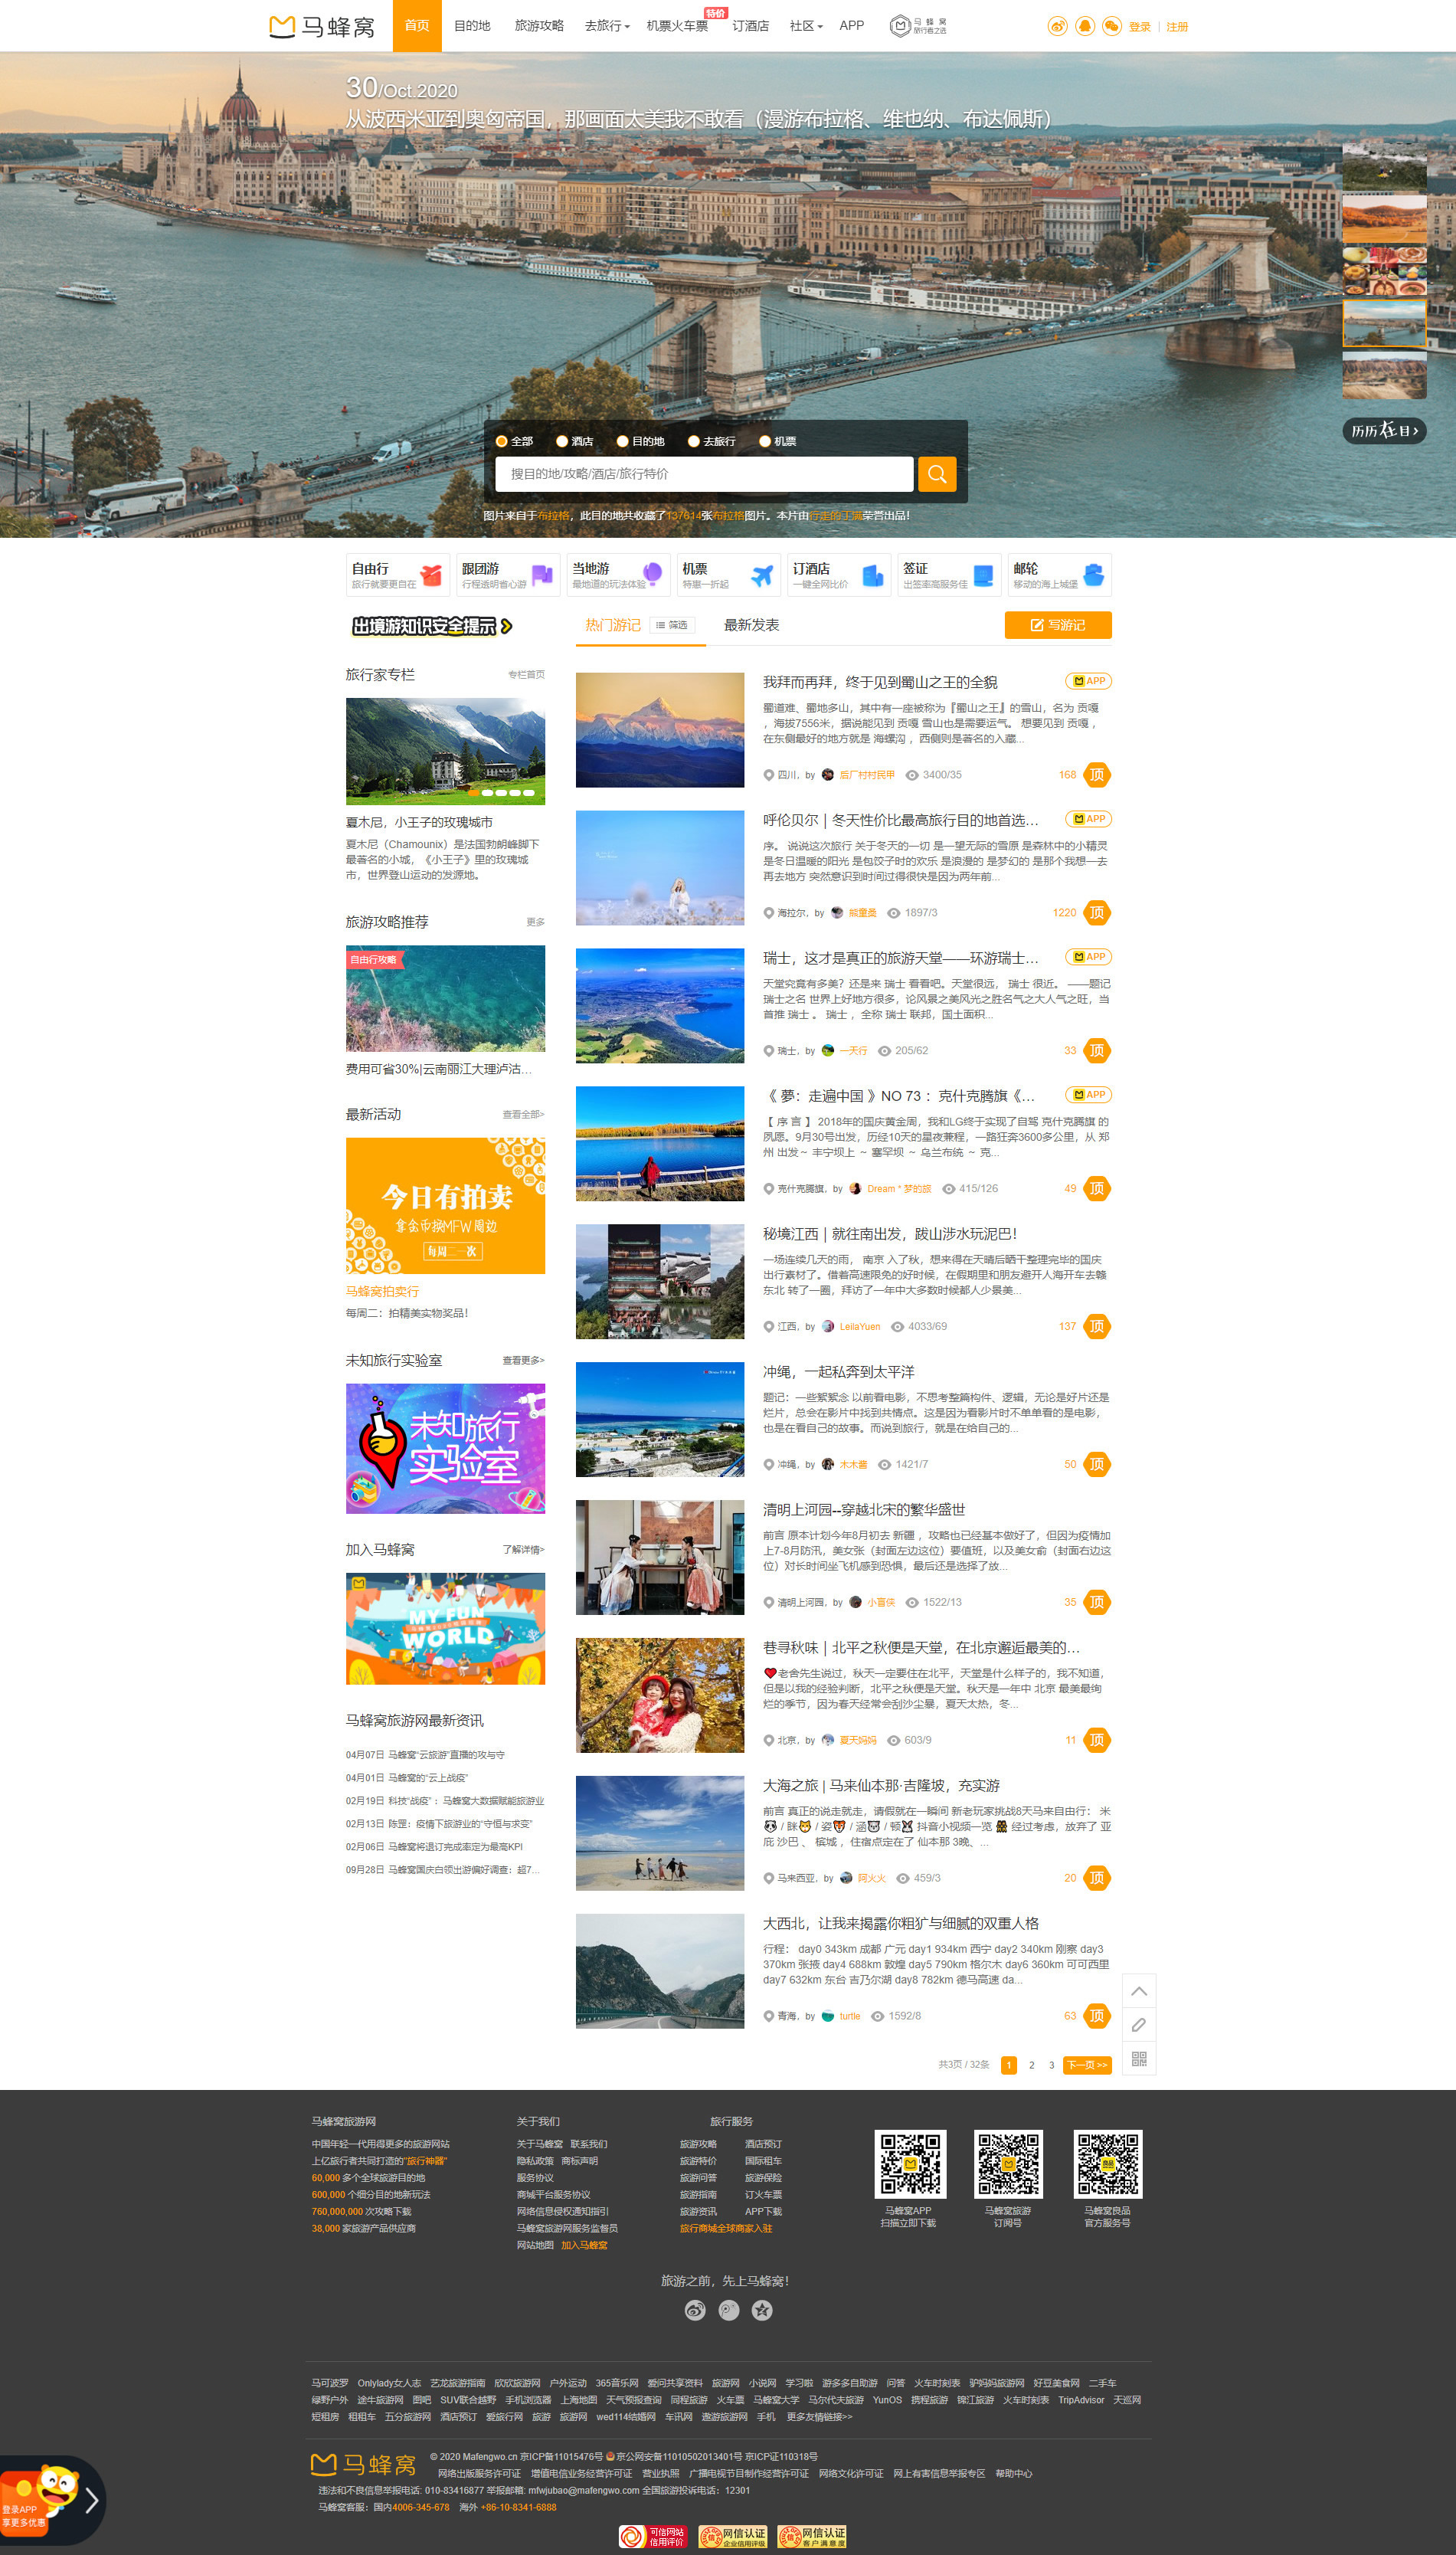 马蜂窝
首页
目的地
旅游攻略
去旅行
机票火车票
特价
订酒店
社区
APP
马蜂窝
旅行者之选
登录 | 注册
30/Oct.2020
从波西米亚到奥匈帝国，那画面太美我不敢看（漫游布拉格、维也纳、布达佩斯）
历历在目>
全部 酒店 目的地 去旅行 机票
搜目的地/攻略/酒店/旅行特价
图片来自于布拉格，此目的地共收藏了137614张布拉格图片。本片由行走的丁满荣誉出品！
自由行
旅行就要更自在
跟团游
行程透明省心游
当地游
最地道的玩法体验
机票
特惠一折起
订酒店
一键全网比价
签证
出签率高服务佳
邮轮
移动的海上城堡
出境游知识安全提示
旅行家专栏 专栏首页
夏木尼，小王子的玫瑰城市
夏木尼（Chamounix）是法国勃朗峰脚下
最著名的小城，《小王子》里的玫瑰城
市，世界登山运动的发源地。
旅游攻略推荐 更多
自由行攻略
费用可省30%|云南丽江大理泸沽...
最新活动 查看全部>
今日有拍卖
拿金币换MFW周边
每周二一次
马蜂窝拍卖行
每周二：拍精美实物奖品！
未知旅行实验室 查看更多>
未知旅行
实验室
加入马蜂窝 了解详情>
MY FUN
WORLD
马蜂窝旅游网最新资讯
04月07日 马蜂窝“云旅游”直播的攻与守
04月01日 马蜂窝的“云上战疫”
02月19日 科技“战疫”：马蜂窝大数据赋能旅游业
02月13日 陈罡：疫情下旅游业的“守恒与求变”
02月06日 马蜂窝将退订完成率定为最高KPI
09月28日 马蜂窝国庆白领出游偏好调查：超7...
热门游记 筛选 最新发表 写游记
我拜而再拜，终于见到蜀山之王的全貌 APP
蜀道难、蜀地多山，其中有一座被称为『蜀山之王』的雪山，名为 贡嘎
，海拔7556米，据说能见到 贡嘎 雪山也是需要运气。 想要见到 贡嘎，
在东侧最好的地方就是 海螺沟 ，西侧则是著名的入藏...
四川，by 后厂村村民甲 3400/35 168 顶
呼伦贝尔 | 冬天性价比最高旅行目的地首选... APP
序。 说说这次旅行 关于冬天的一切 是一望无际的雪原 是森林中的小精灵
是冬日温暖的阳光 是包饺子时的欢乐 是浪漫的 是梦幻的 是那个我想一去
再去地方 突然意识到时间过得很快是因为两年前...
海拉尔，by 熊童羹 1897/3 1220 顶
瑞士，这才是真正的旅游天堂——环游瑞士... APP
天堂究竟有多美？还是来 瑞士 看看吧。天堂很远， 瑞士 很近。 ——题记
瑞士之名 世界上好地方很多，论风景之美风光之胜名气之大人气之旺，当
首推 瑞士 。 瑞士 ，全称 瑞士 联邦，国土面积...
瑞士，by 一天行 205/62 33 顶
《 夢：走遍中国 》NO 73： 克什克腾旗《... APP
【 序 言 】 2018年的国庆黄金周，我和LG终于实现了自驾 克什克腾旗 的
夙愿。9月30号出发，历经10天的星夜兼程，一路狂奔3600多公里，从 郑
州 出发 ~ 丰宁坝上 ~ 塞罕坝 ~ 乌兰布统 ~ 克...
克什克腾旗，by Dream * 梦的旅 415/126 49 顶
秘境江西 | 就往南出发，跋山涉水玩泥巴！
一场连续几天的雨， 南京 入了秋，想来得在天晴后晒干整理完毕的国庆
出行素材了。借着高速限免的好时候，在假期里和朋友避开人海开车去赣
东北 转了一圈，拜访了一年中大多数时候都人少景美...
江西，by LeilaYuen 4033/69 137 顶
冲绳，一起私奔到太平洋
题记：一些絮絮念 以前看电影，不思考整篇构件、逻辑，无论是好片还是
烂片，总会在影片中找到共情点。这是因为看影片时不单单看的是电影，
也是在看自己的故事。而说到旅行，就是在给自己的...
冲绳，by 木木酱 1421/7 50 顶
清明上河园--穿越北宋的繁华盛世
前言 原本计划今年8月初去 新疆 ，攻略也已经基本做好了，但因为疫情加
上7-8月防汛，美女张（封面左边这位）要值班，以及美女俞（封面右边这
位）对长时间坐飞机感到恐惧，最后还是选择了放...
清明上河园，by 小盲侠 1522/13 35 顶
巷寻秋味 | 北平之秋便是天堂，在北京邂逅最美的...
老舍先生说过，秋天一定要住在北平，天堂是什么样子的，我不知道，
但是以我的经验判断，北平之秋便是天堂。秋天是一年中 北京 最美最绚
烂的季节，因为春天经常会刮沙尘暴，夏天太热，冬...
北京，by 夏天妈妈 603/9 11 顶
大海之旅 | 马来仙本那·吉隆坡，充实游
前言 真正的说走就走，请假就在一瞬间 新老玩家挑战8天马来自由行： 米
/ 眯 / 姿 / 涵 / 顿 抖音小视频一览 经过考虑，放弃了 亚
庇 沙巴 、 槟城 ，住宿点定在了 仙本那 3晚、...
马来西亚，by 阿火火 459/3 20 顶
大西北，让我来揭露你粗犷与细腻的双重人格
行程： day0 343km 成都 广元 day1 934km 西宁 day2 340km 刚察 day3
370km 张掖 day4 688km 敦煌 day5 790km 格尔木 day6 360km 可可西里
day7 632km 东台 吉乃尔湖 day8 782km 德马高速 da...
青海，by turtle 1592/8 63 顶
共3页 / 32条 1 2 3 下一页 >>
马蜂窝旅游网
中国年轻一代用得更多的旅游网站
上亿旅行者共同打造的"旅行神器"
60,000 多个全球旅游目的地
600,000 个细分目的地新玩法
760,000,000 次攻略下载
38,000 家旅游产品供应商
关于我们
关于马蜂窝 联系我们
隐私政策 商标声明
服务协议
商城平台服务协议
网络信息侵权通知指引
马蜂窝旅游网服务监督员
网站地图 加入马蜂窝
旅行服务
旅游攻略 酒店预订
旅游特价 国际租车
旅游问答 旅游保险
旅游指南 订火车票
旅游资讯 APP下载
旅行商城全球商家入驻
马蜂窝APP
扫描立即下载
马蜂窝旅游
订阅号
马蜂窝良品
官方服务号
旅游之前，先上马蜂窝！
马可波罗 Onlylady女人志 艺龙旅游指南 欣欣旅游网 户外运动 365音乐网 爱问共享资料 旅游网 小说网 学习啦 游多多自助游 问答 火车时刻表 驴妈妈旅游网 好豆美食网 二手车
绿野户外 途牛旅游网 图吧 SUV联合越野 手机浏览器 上海地图 天气预报查询 同程旅游 火车票 马蜂窝大学 马尔代夫旅游 YunOS 携程旅游 锦江旅游 火车时刻表 TripAdvisor 天巡网
短租房 租租车 五分旅游网 酒店预订 爱旅行网 旅游 旅游网 wed114结婚网 车讯网 遨游旅游网 手机 更多友情链接>>
马蜂窝
© 2020 Mafengwo.cn 京ICP备11015476号 京公网安备11010502013401号 京ICP证110318号
网络出版服务许可证 增值电信业务经营许可证 营业执照 广播电视节目制作经营许可证 网络文化许可证 网上有害信息举报专区 帮助中心
违法和不良信息举报电话: 010-83416877 举报邮箱: mfwjubao@mafengwo.com 全国旅游投诉电话：12301
马蜂窝客服：国内4006-345-678 海外 +86-10-8341-6888
可信网站
信用评价
网信认证
企业信用评级
网信认证
客户满意度
登录APP
享更多优惠